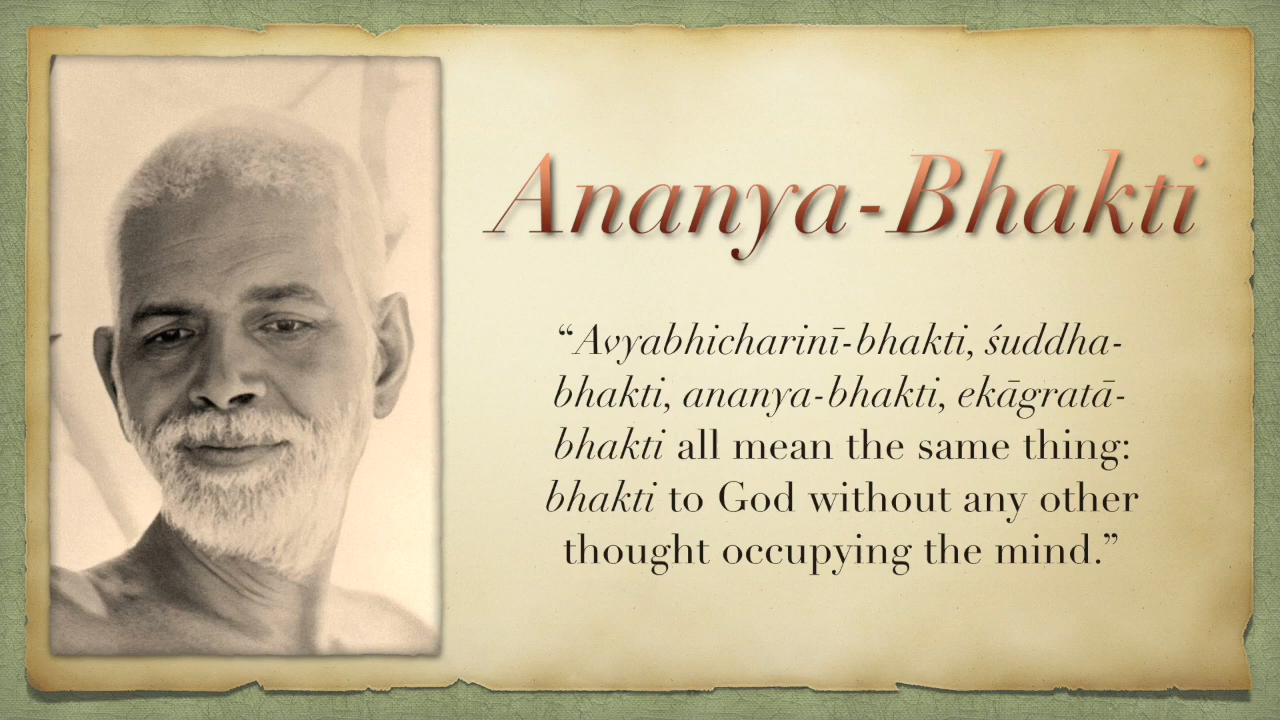 Ananya-Bhakti
“Avyabhicharinī-bhakti, śuddha-
bhakti, ananya-bhakti, ekāgratā-
bhakti all mean the same thing:
bhakti to God without any other
thought occupying the mind.”